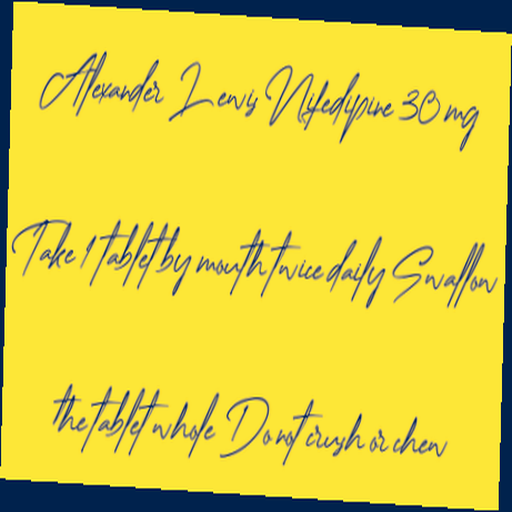 Alexander Lewis Nifedipine 30 mg
Take 1 tablet by mouth twice daily Swallow
the tablet whole Do not crush or chew